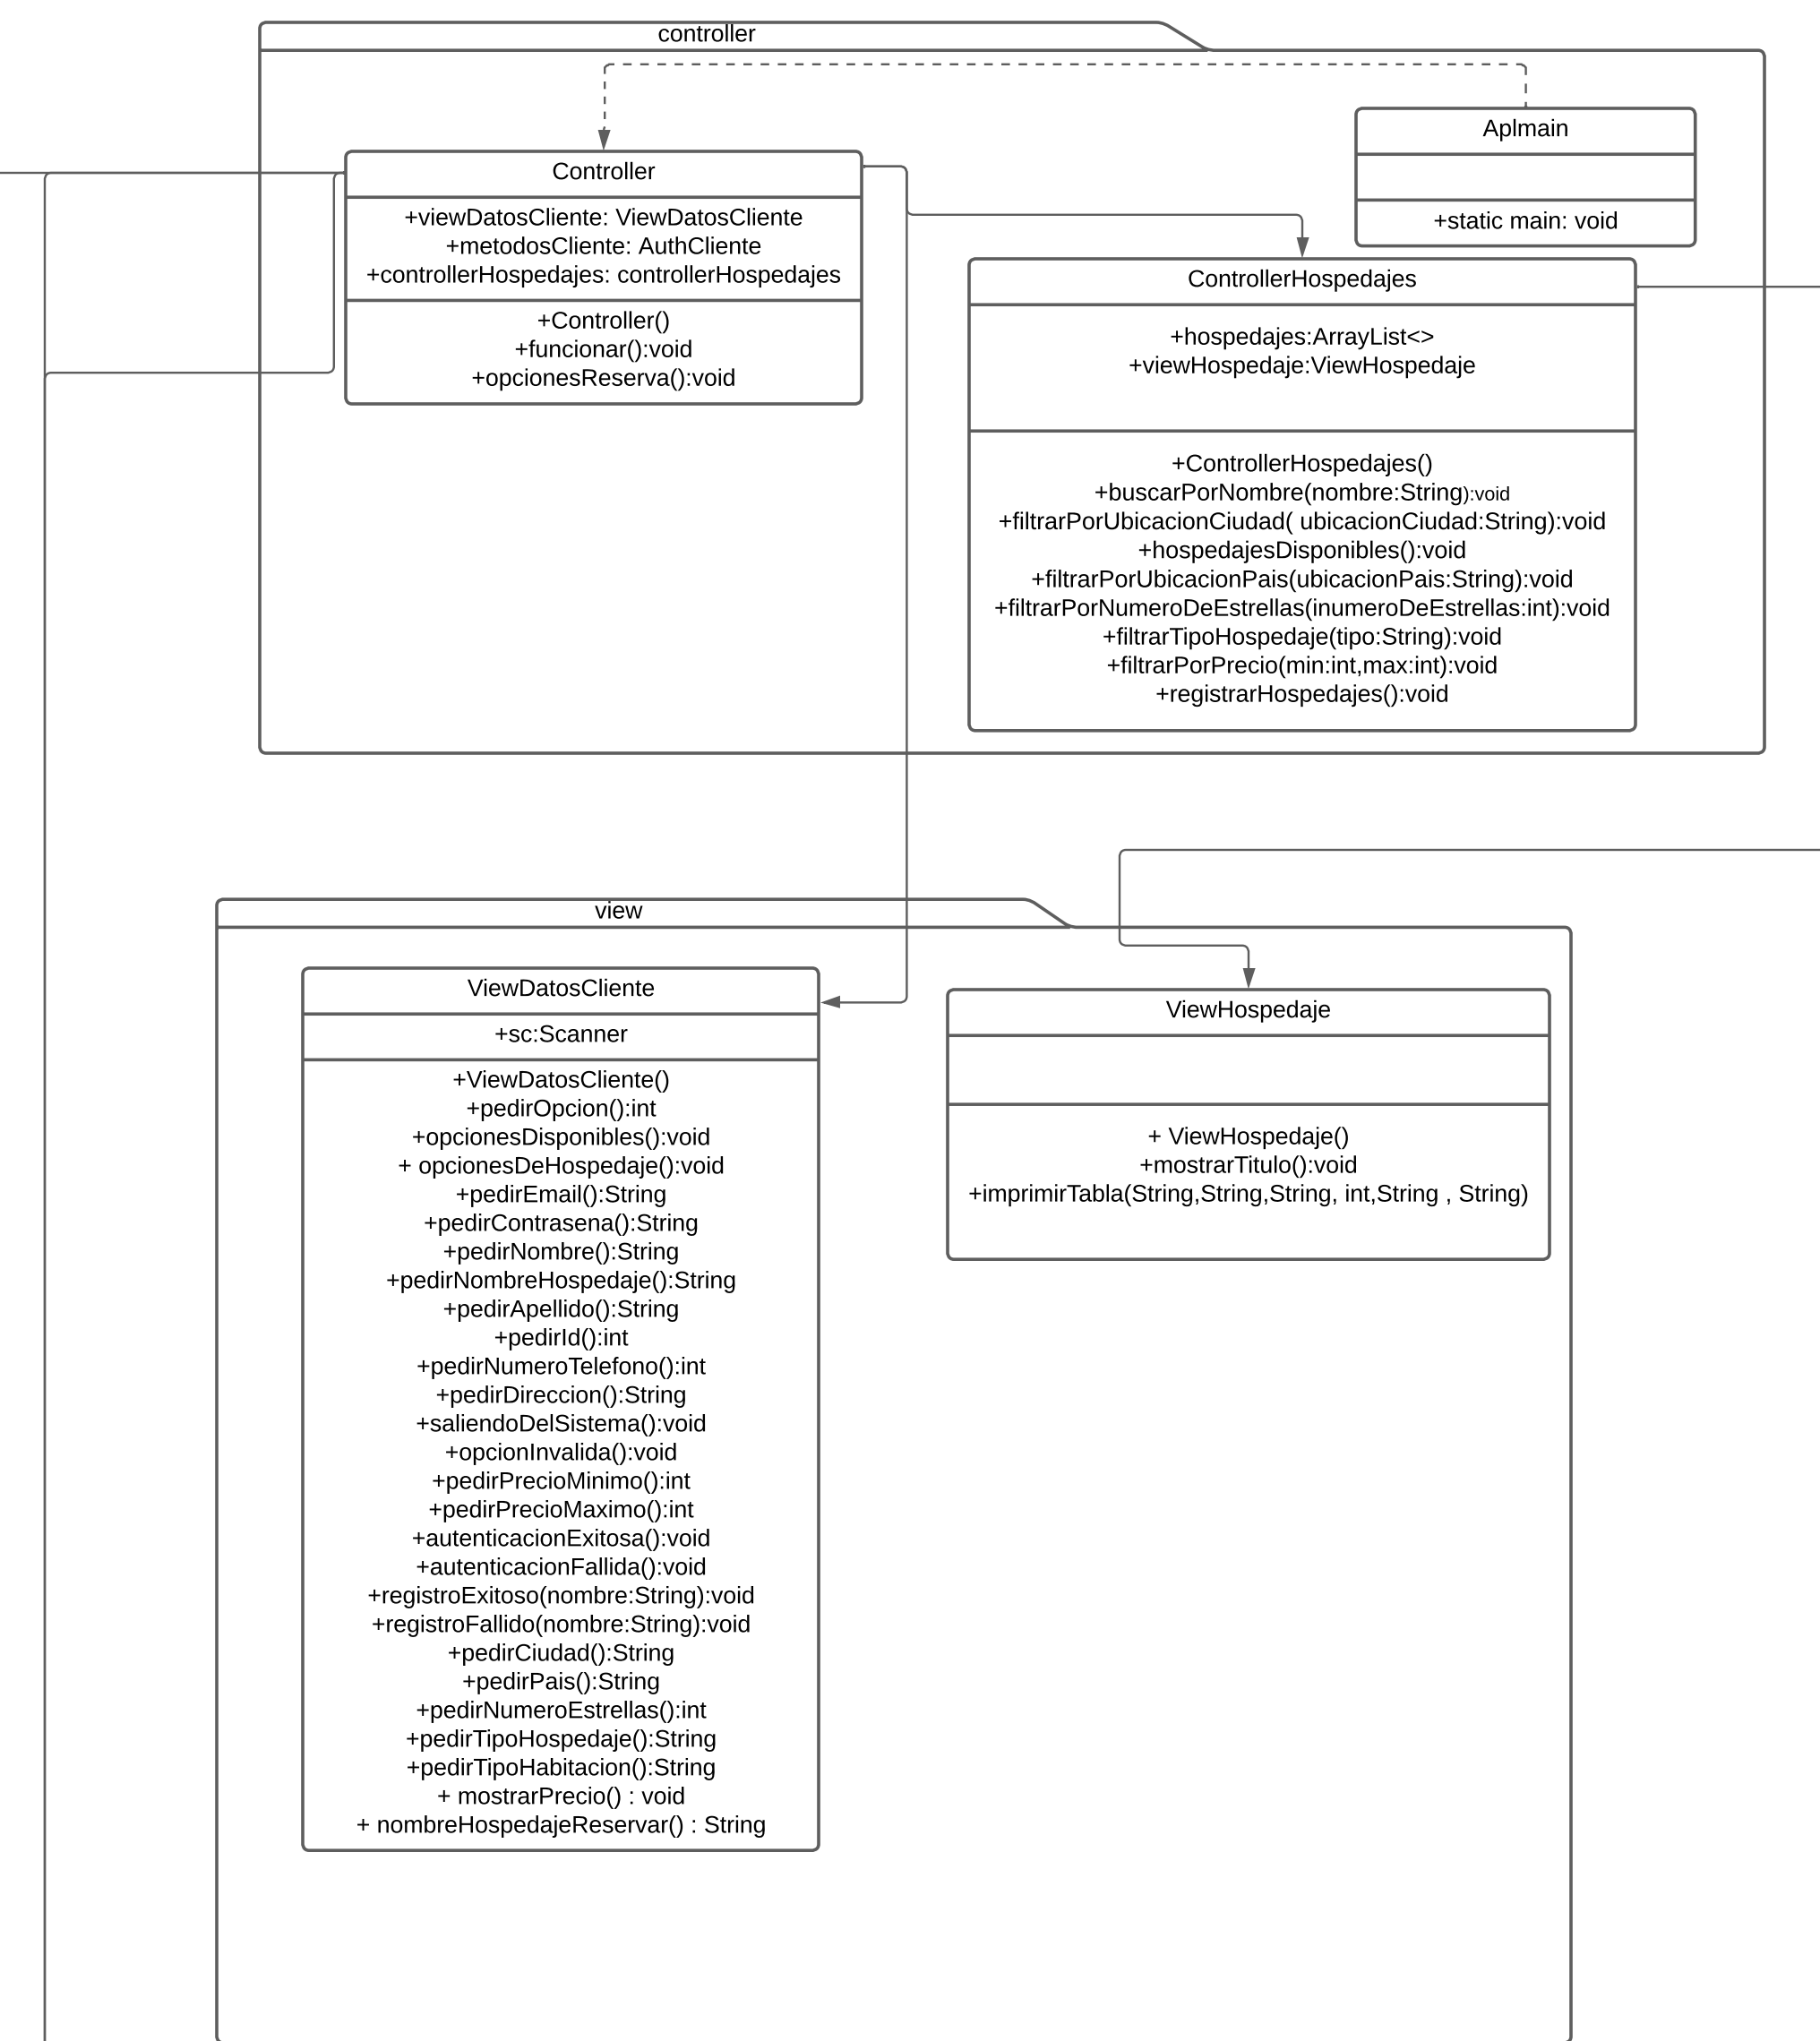 controller
Controller
+viewDatosCliente: ViewDatosCliente
+metodosCliente: AuthCliente
+controllerHospedajes: controllerHospedajes
+Controller()
+funcionar():void
+opcionesReserva():void
Aplmain
+static main: void
ControllerHospedajes
+hospedajes:ArrayList<>
+viewHospedaje:ViewHospedaje
+ControllerHospedajes()
+buscarPorNombre(nombre:String):void
+filtrarPorUbicacionCiudad( ubicacionCiudad:String):void
+hospedajesDisponibles():void
+filtrarPorUbicacionPais(ubicacionPais:String):void
+filtrarPorNumeroDeEstrellas(inumeroDeEstrellas:int):void
+filtrarTipoHospedaje(tipo:String):void
+filtrarPorPrecio(min:int,max:int):void
+registrarHospedajes():void
view
ViewDatosCliente
+sc:Scanner
+ViewDatosCliente()
+pedirOpcion():int
+opcionesDisponibles():void
+ opcionesDeHospedaje():void
+pedirEmail():String
+pedirContrasena():String
+pedirNombre():String
+pedirNombreHospedaje():String
+pedirApellido():String
+pedirId():int
+pedirNumeroTelefono():int
+pedirDireccion():String
+saliendoDelSistema():void
+opcionInvalida():void
+pedirPrecioMinimo():int
+pedirPrecioMaximo():int
+autenticacionExitosa():void
+autenticacionFallida():void
+registroExitoso(nombre:String):void
+registroFallido(nombre:String):void
+pedirCiudad():String
+pedirPais():String
+pedirNumeroEstrellas():int
+pedirTipoHospedaje():String
+pedirTipoHabitacion():String
+ mostrarPrecio() : void
+ nombreHospedajeReservar() : String
ViewHospedaje
+ ViewHospedaje()
+mostrarTitulo():void
+imprimirTabla(String,String,String, int,String , String)